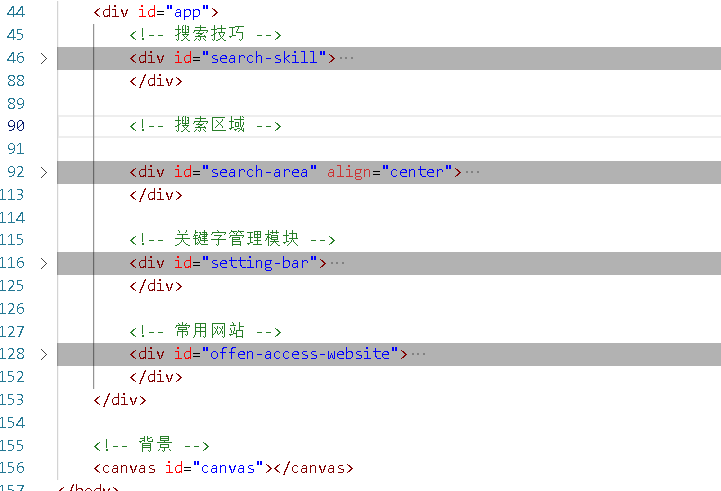 44 <div id="app">
45 <!-- 搜索技巧 -->
46 > <div id="search-skill">…
88 </div>
89
90 <!-- 搜索区域 -->
91
92 > <div id="search-area" align="center">…
113 </div>
114
115 <!-- 关键字管理模块 -->
116 > <div id="setting-bar">…
125 </div>
126
127 <!-- 常用网站 -->
128 > <div id="offen-access-website">…
152 </div>
153 </div>
154
155 <!-- 背景 -->
156 <canvas id="canvas"></canvas>
157 </body>